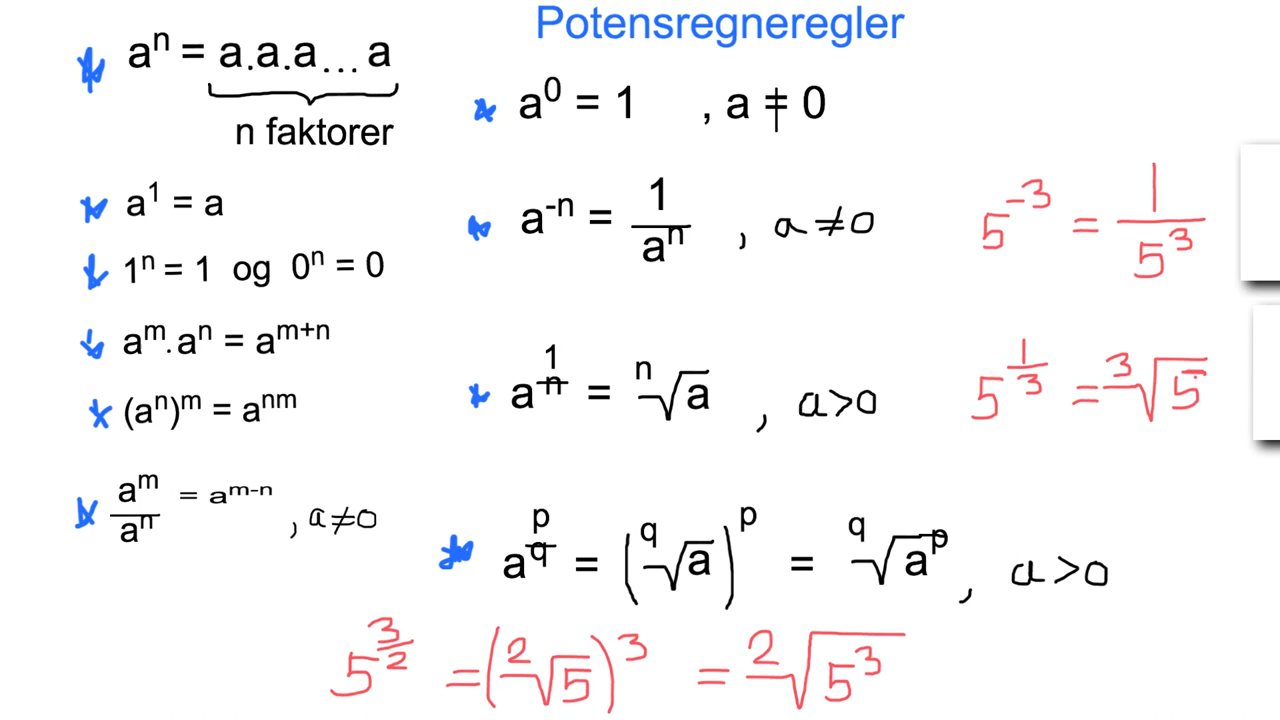 Potensregneregler
aⁿ = a.a.a...a
n faktorer
a¹ = a
1ⁿ = 1 og 0ⁿ = 0
aᵐ.aⁿ = aᵐ⁺ⁿ
(aⁿ)ᵐ = aⁿᵐ
aᵐ/aⁿ = aᵐ⁻ⁿ , a≠0
a⁰ = 1 , a ≠ 0
a⁻ⁿ = 1/aⁿ , a≠0
5⁻³ = 1/5³
a^(1/n) = ⁿ√a , a>0
5^(1/3) = ³√5
a^(p/q) = (^q√a)^p = ^q√(a^p) , a>0
5^(3/2) = (²√5)³ = ²√(5³)